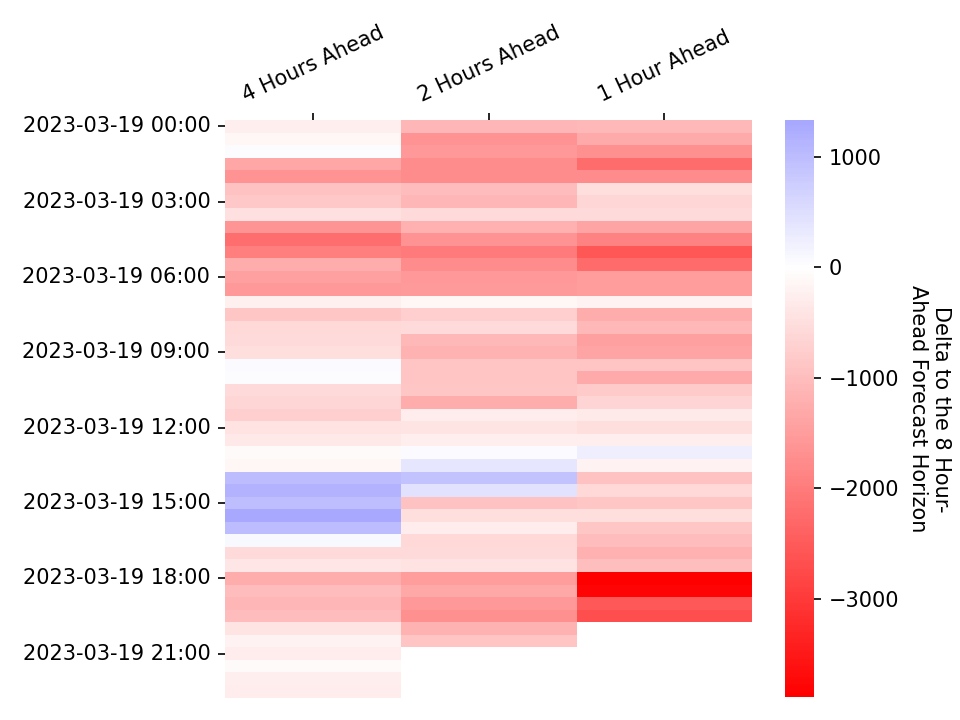 4 Hours Ahead
2 Hours Ahead
1 Hour Ahead
2023-03-19 00:00
2023-03-19 03:00
2023-03-19 06:00
2023-03-19 09:00
2023-03-19 12:00
2023-03-19 15:00
2023-03-19 18:00
2023-03-19 21:00
1000
0
−1000
−2000
−3000
Delta to the 8 Hour-
Ahead Forecast Horizon